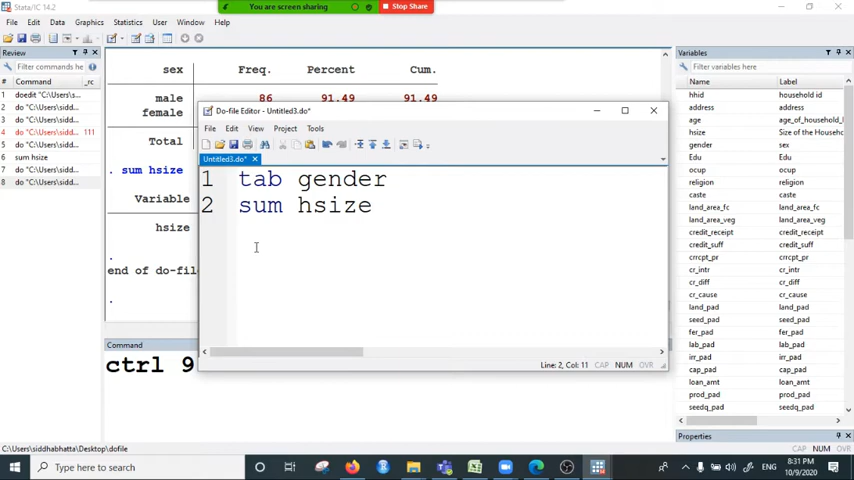 Stata/IC 14.2
You are screen sharing
Stop Share
File Edit Data Graphics Statistics User Window Help
Review
Filter commands he
# Command _rc
1 doedit "C:\Users\s...
2 do "C:\Users\sidd...
3 do "C:\Users\sidd...
4 do "C:\Users\sidd... 111
5 do "C:\Users\sidd...
6 sum hsize
7 do "C:\Users\sidd...
8 do "C:\Users\sidd...
sex Freq. Percent Cum.
male 86 91.49 91.49
female
Total
. sum hsize
Variable
hsize
.
end of do-fil
.
Do-file Editor - Untitled3.do*
File Edit View Project Tools
Untitled3.do*
1 tab gender
2 sum hsize
Line: 2, Col: 11 CAP NUM OVR
Command
ctrl 9
Variables
Filter variables here
Name Label
hhid household id
address address
age age_of_household_
hsize Size of the Househ
gender sex
Edu Edu
ocu ocu
religion religion
caste caste
land_area_fc land_area_fc
land_area_veg land_area_veg
credit_receipt credit_receipt
credit_suff credit_suff
crrcpt_pr crrcpt_pr
cr_intr cr_intr
cr_diff cr_diff
cr_cause cr_cause
land_pad land_pad
seed_pad seed_pad
fer_pad fer_pad
lab_pad lab_pad
irr_pad irr_pad
cap_pad cap_pad
loan_amt loan_amt
prod_pad prod_pad
seedq_pad seedq_pad
Properties
C:\Users\siddhabhatta\Desktop\dofile
CAP NUM OVR
Type here to search
ENG
8:31 PM
10/9/2020